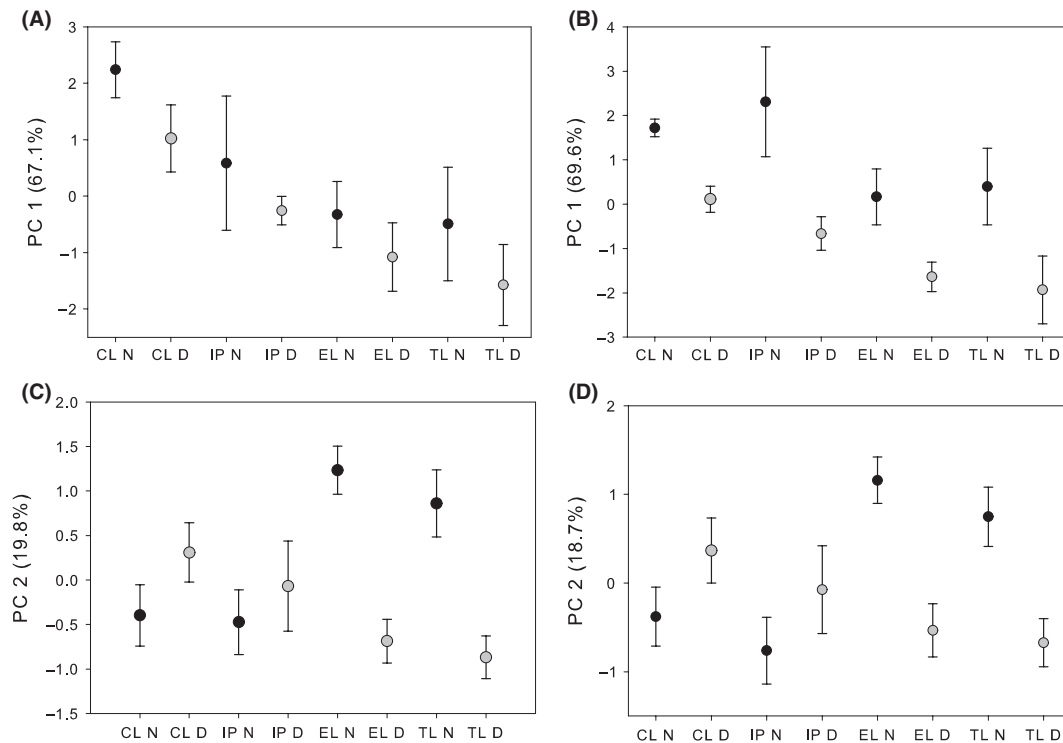 (A)
3
2
1
0
−1
−2
PC 1 (67.1%)
CL N CL D IP N IP D EL N EL D TL N TL D
(B)
4
3
2
1
0
−1
−2
−3
PC 1 (69.6%)
CL N CL D IP N IP D EL N EL D TL N TL D
(C)
2.0
1.5
1.0
0.5
0.0
−0.5
−1.0
−1.5
PC 2 (19.8%)
CL N CL D IP N IP D EL N EL D TL N TL D
(D)
2
1
0
−1
PC 2 (18.7%)
CL N CL D IP N IP D EL N EL D TL N TL D